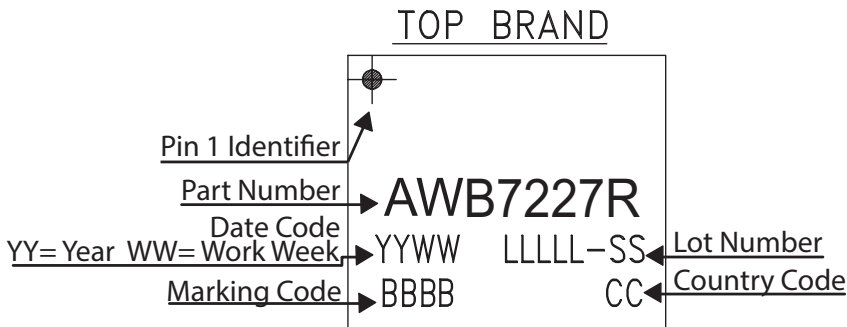 TOP BRAND
Pin 1 Identifier
Part Number
AWB7227R
Date Code
YY= Year WW= Work Week
YYWW LLLLL-SS
Lot Number
Marking Code
BBBB CC
Country Code